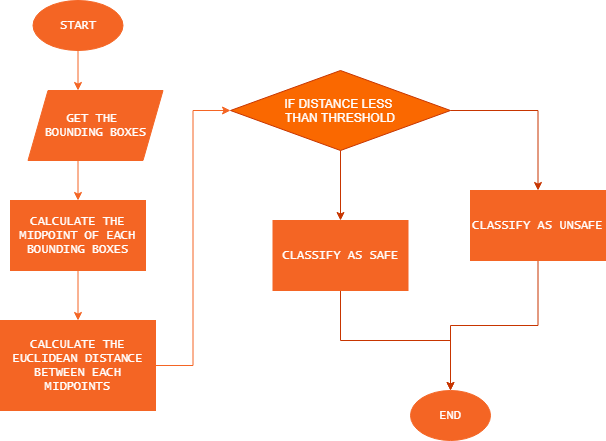 START
GET THE
BOUNDING BOXES
CALCULATE THE
MIDPOINT OF EACH
BOUNDING BOXES
CALCULATE THE
EUCLIDEAN DISTANCE
BETWEEN EACH
MIDPOINTS
IF DISTANCE LESS
THAN THRESHOLD
CLASSIFY AS SAFE
CLASSIFY AS UNSAFE
END